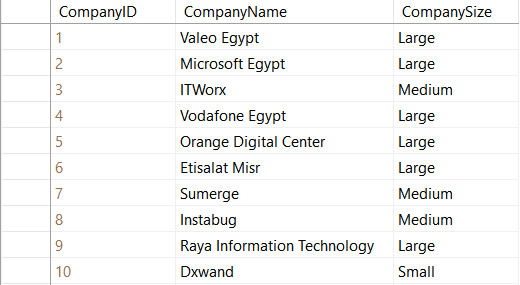 CompanyID CompanyName CompanySize
1 Valeo Egypt Large
2 Microsoft Egypt Large
3 ITWorx Medium
4 Vodafone Egypt Large
5 Orange Digital Center Large
6 Etisalat Misr Large
7 Sumerge Medium
8 Instabug Medium
9 Raya Information Technology Large
10 Dxwand Small